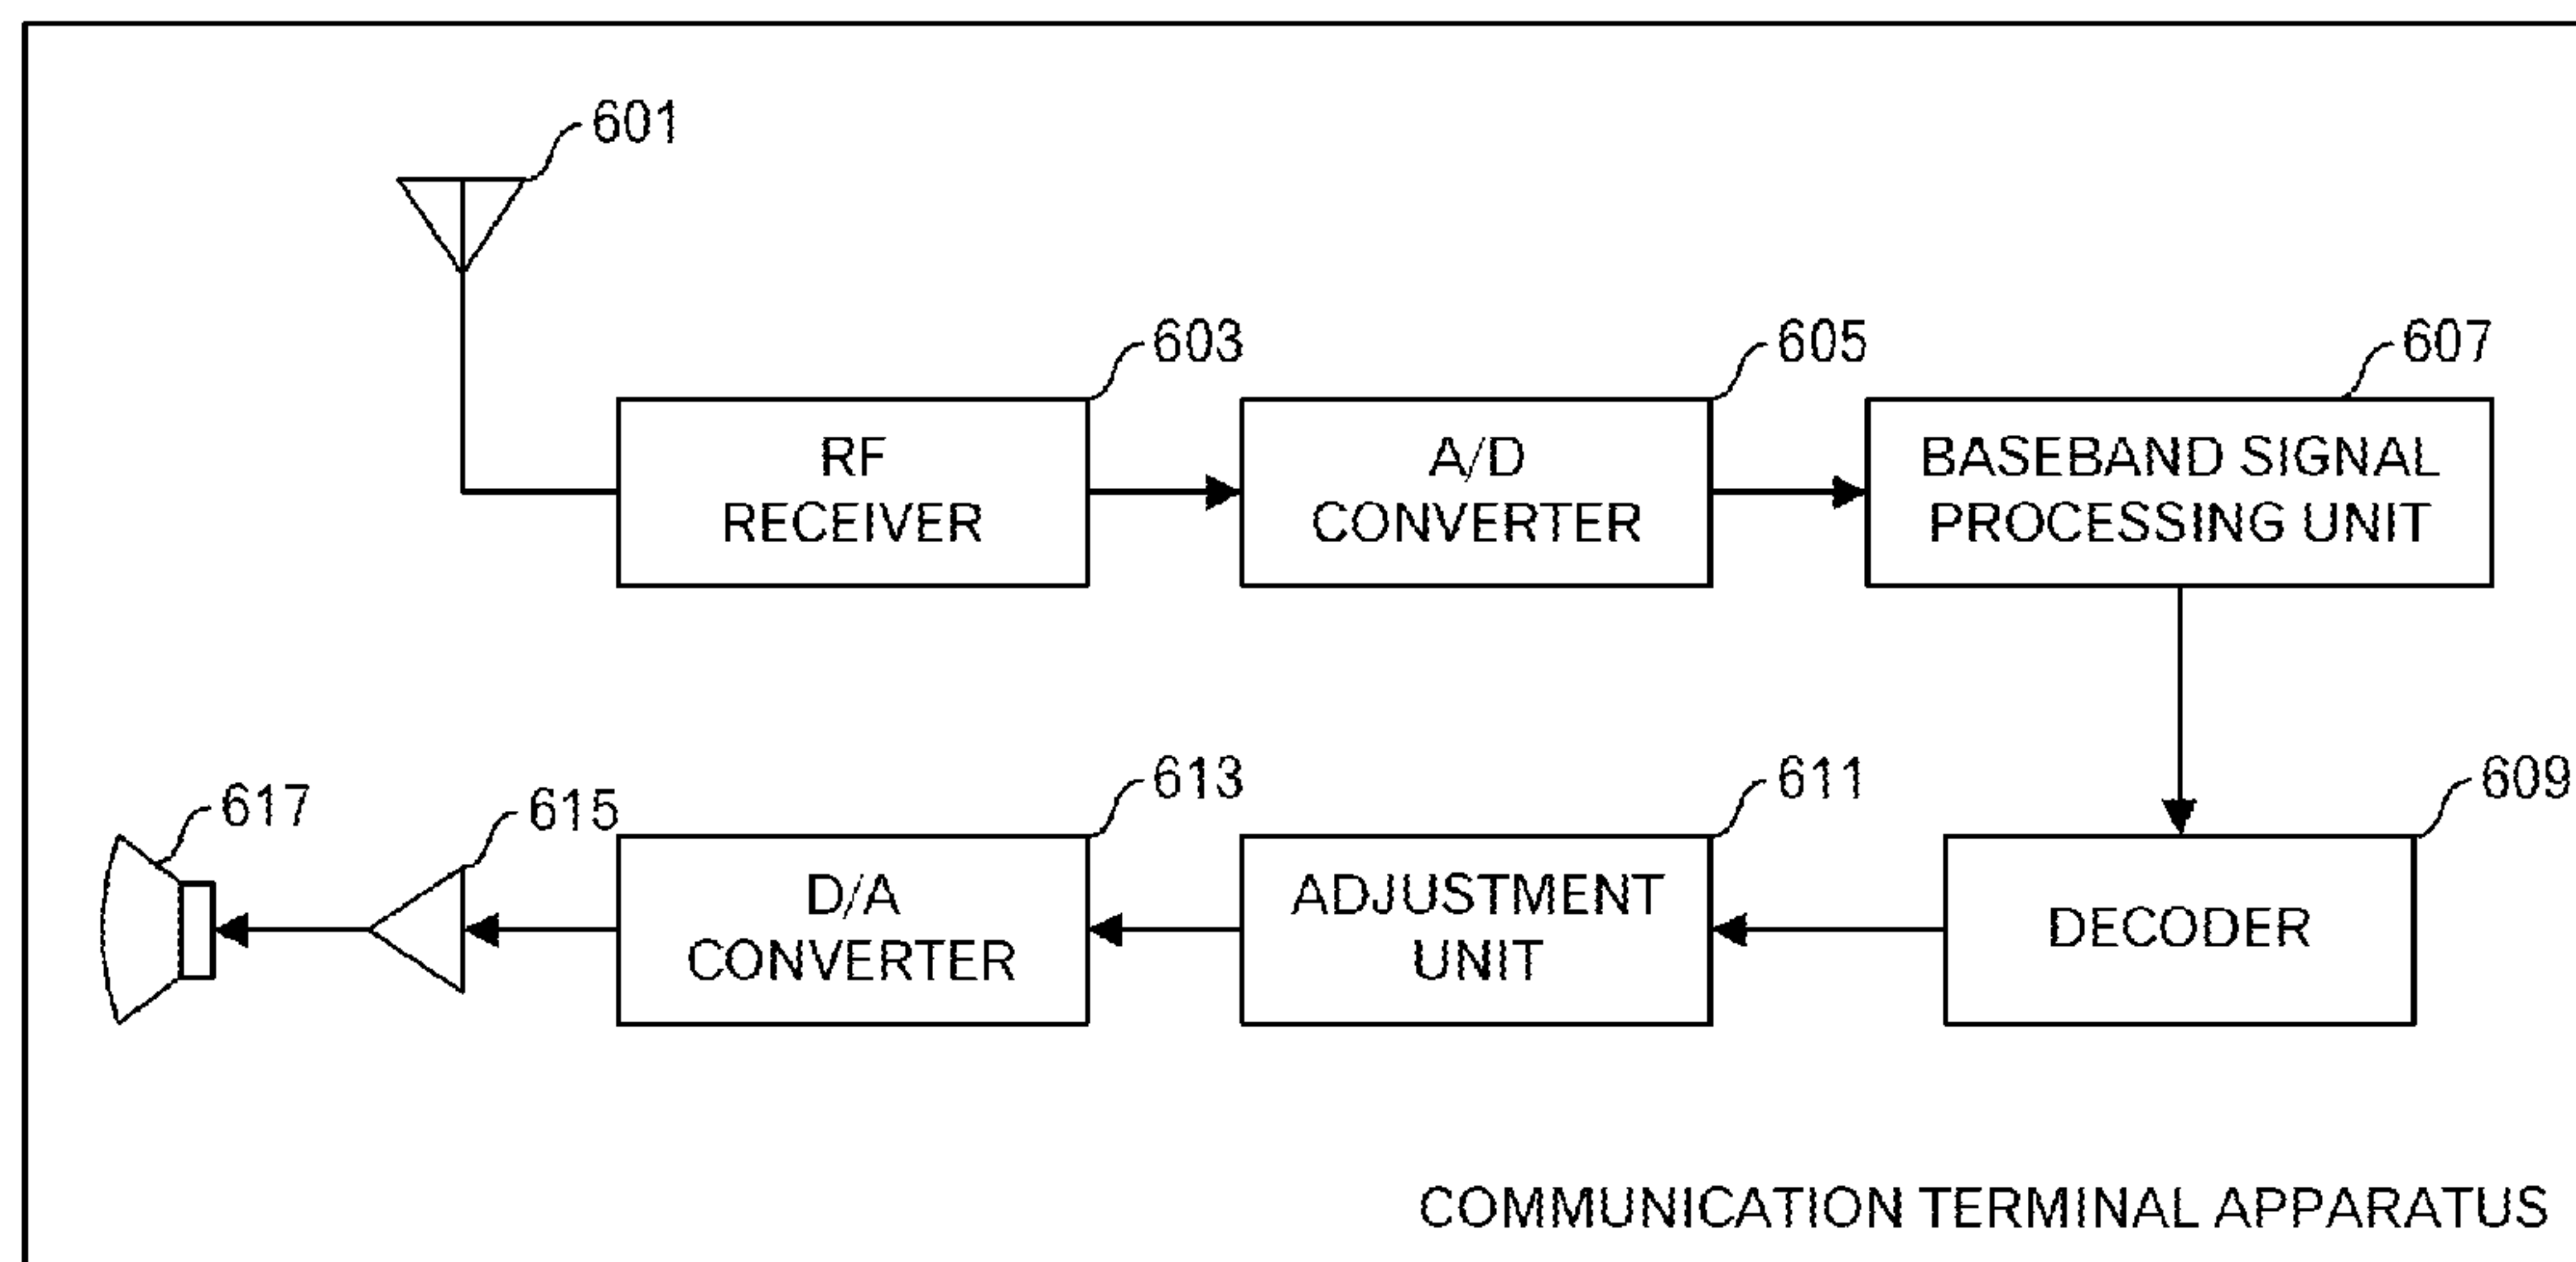 601
603
605
607
RF
RECEIVER
A/D
CONVERTER
BASEBAND SIGNAL
PROCESSING UNIT
617
615
613
611
609
D/A
CONVERTER
ADJUSTMENT
UNIT
DECODER
COMMUNICATION TERMINAL APPARATUS